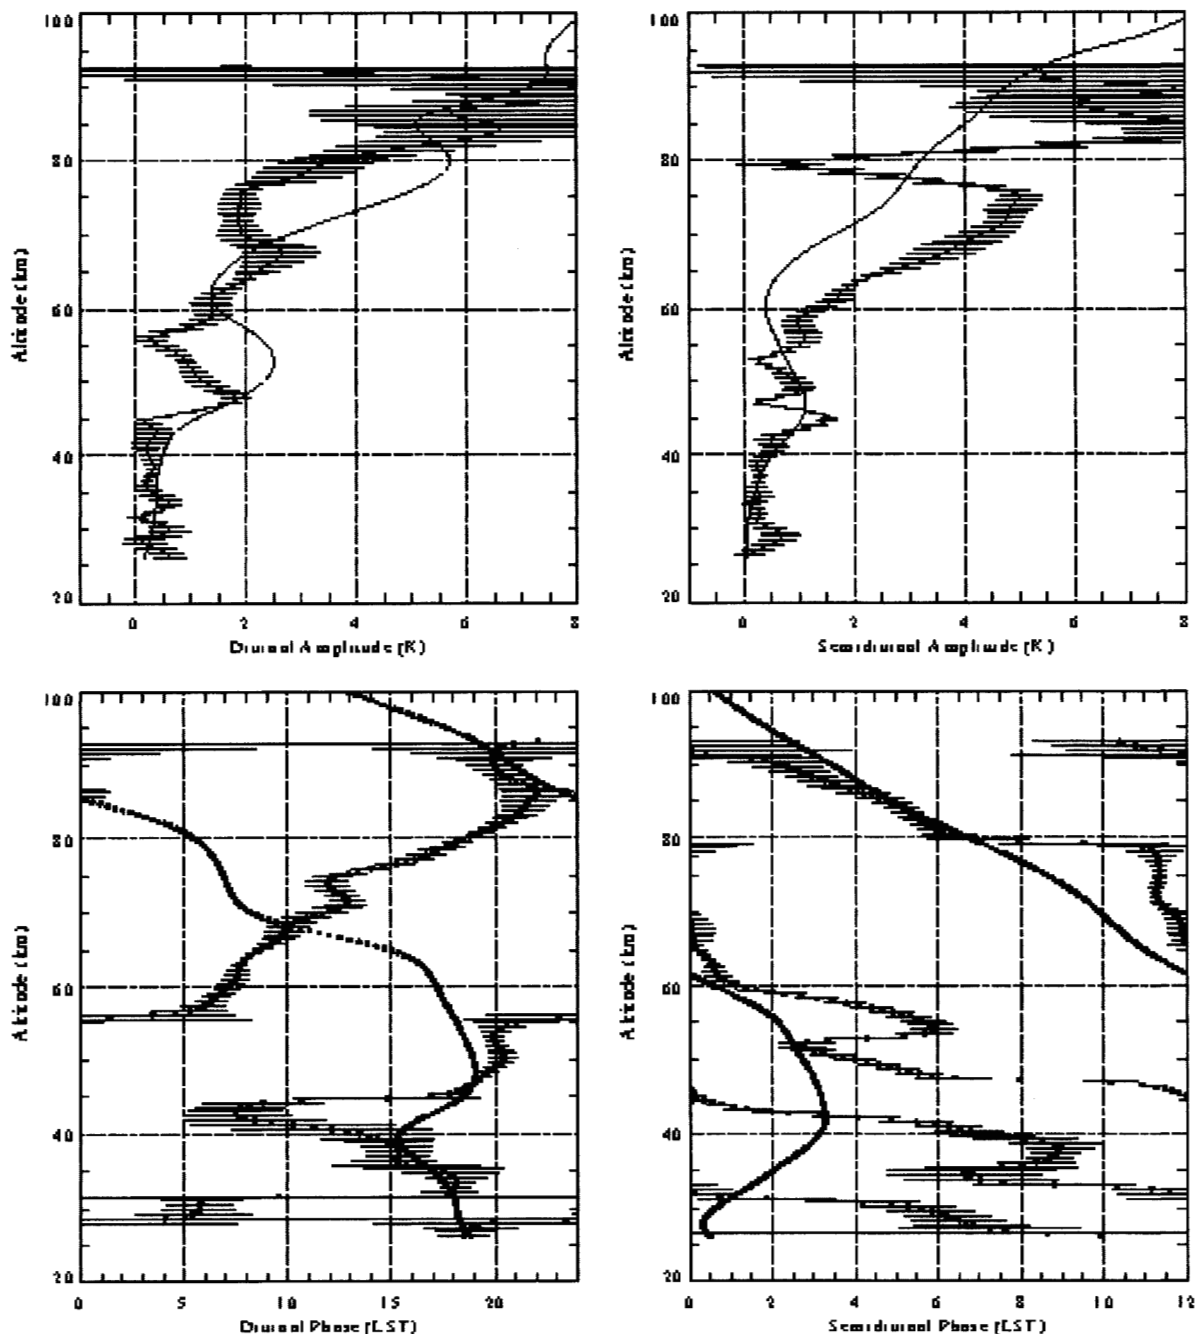 100
80
60
40
20
Altitude (km)
0 2 4 6 8
Diurnal Amplitude (K)
100
80
60
40
20
Altitude (km)
0 2 4 6 8
Semidiurnal Amplitude (K)
100
80
60
40
20
Altitude (km)
0 5 10 15 20
Diurnal Phase (LST)
100
80
60
40
20
Altitude (km)
0 2 4 6 8 10 12
Semidiurnal Phase (LST)